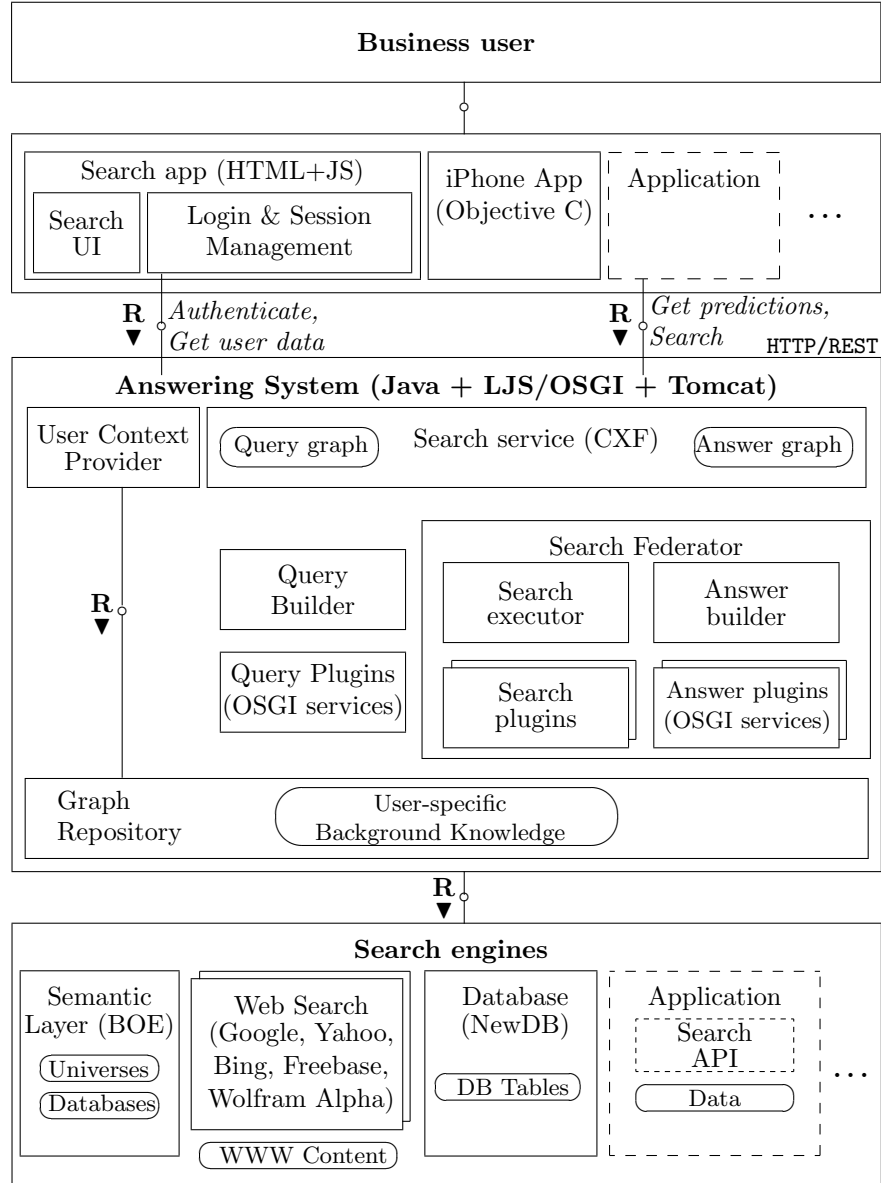 Business user
Search app (HTML+JS)
Search
UI
Login & Session
Management
iPhone App
(Objective C)
Application
...
R
Authenticate,
Get user data
R
Get predictions,
Search
HTTP/REST
Answering System (Java + LJS/OSGI + Tomcat)
User Context
Provider
Query graph
Search service (CXF)
Answer graph
R
Query
Builder
Query Plugins
(OSGI services)
Search Federator
Search
executor
Answer
builder
Search
plugins
Answer plugins
(OSGI services)
Graph
Repository
User-specific
Background Knowledge
R
Search engines
Semantic
Layer (BOE)
Universes
Databases
Web Search
(Google, Yahoo,
Bing, Freebase,
Wolfram Alpha)
WWW Content
Database
(NewDB)
DB Tables
Application
Search
API
Data
...